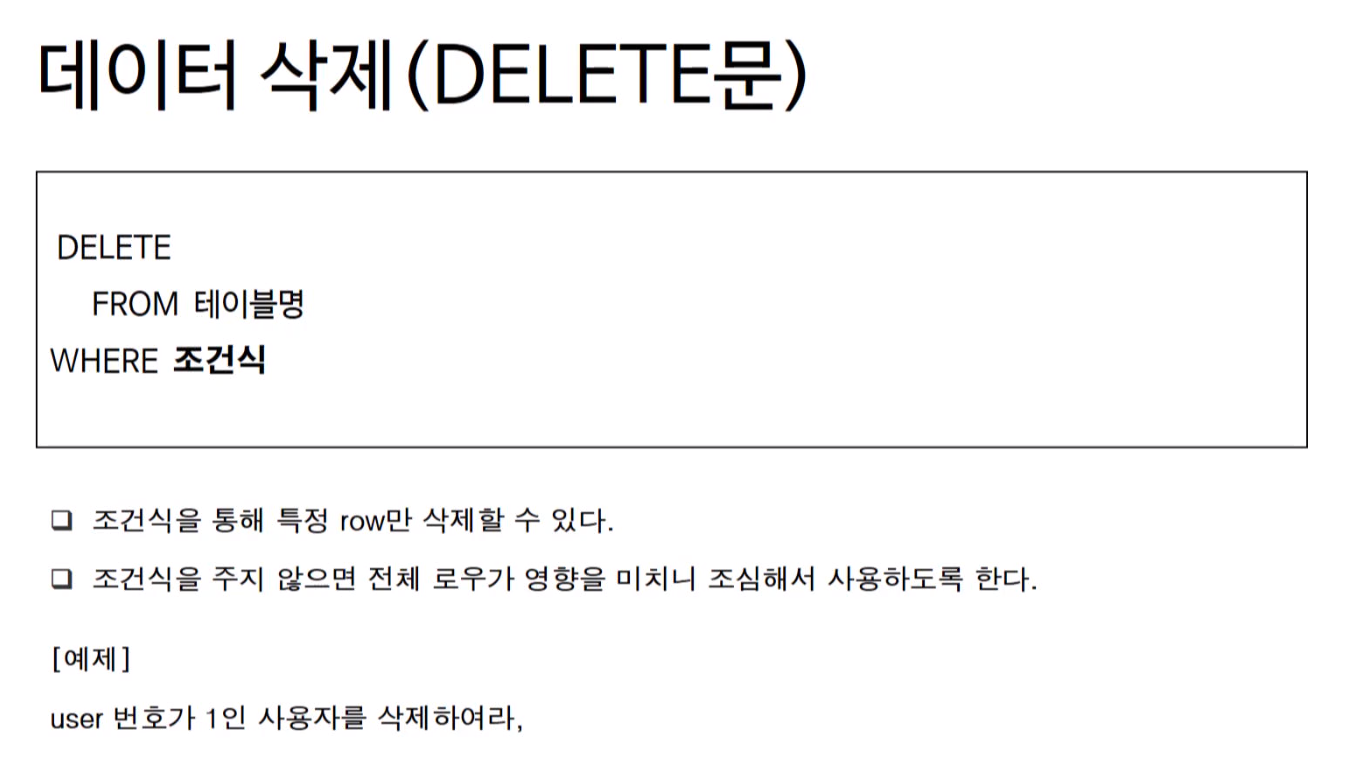 데이터 삭제(DELETE문)
DELETE
FROM 테이블명
WHERE 조건식
❑ 조건식을 통해 특정 row만 삭제할 수 있다.
❑ 조건식을 주지 않으면 전체 로우가 영향을 미치니 조심해서 사용하도록 한다.
[예제]
user 번호가 1인 사용자를 삭제하여라,